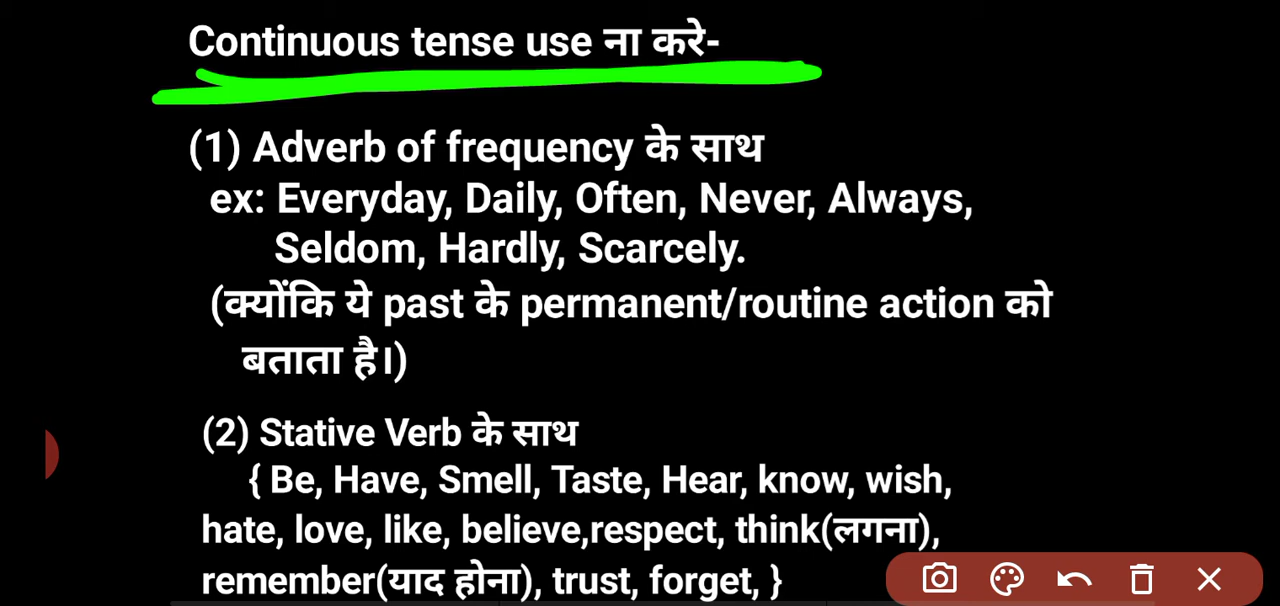 Continuous tense use ना करे-
(1) Adverb of frequency के साथ
ex: Everyday, Daily, Often, Never, Always,
Seldom, Hardly, Scarcely.
(क्योंकि ये past के permanent/routine action को
बताता है।)
(2) Stative Verb के साथ
{ Be, Have, Smell, Taste, Hear, know, wish,
hate, love, like, believe,respect, think(लगना),
remember(याद होना), trust, forget, }